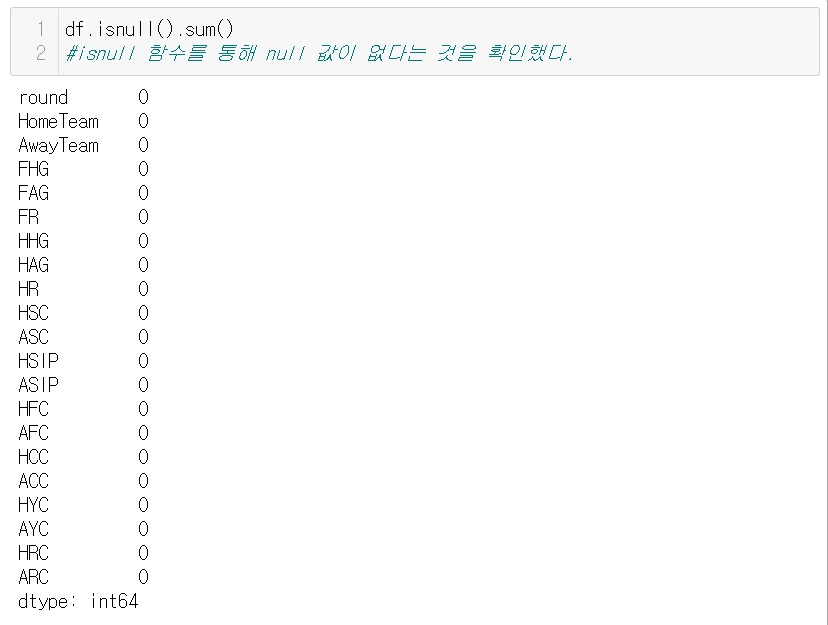 1 df.isnull().sum()
2 #isnull 함수를 통해 null 값이 없다는 것을 확인했다.
round 0
HomeTeam 0
AwayTeam 0
FHG 0
FAG 0
FR 0
HHG 0
HAG 0
HR 0
HSC 0
ASC 0
HSIP 0
ASIP 0
HFC 0
AFC 0
HCC 0
ACC 0
HYC 0
AYC 0
HRC 0
ARC 0
dtype: int64